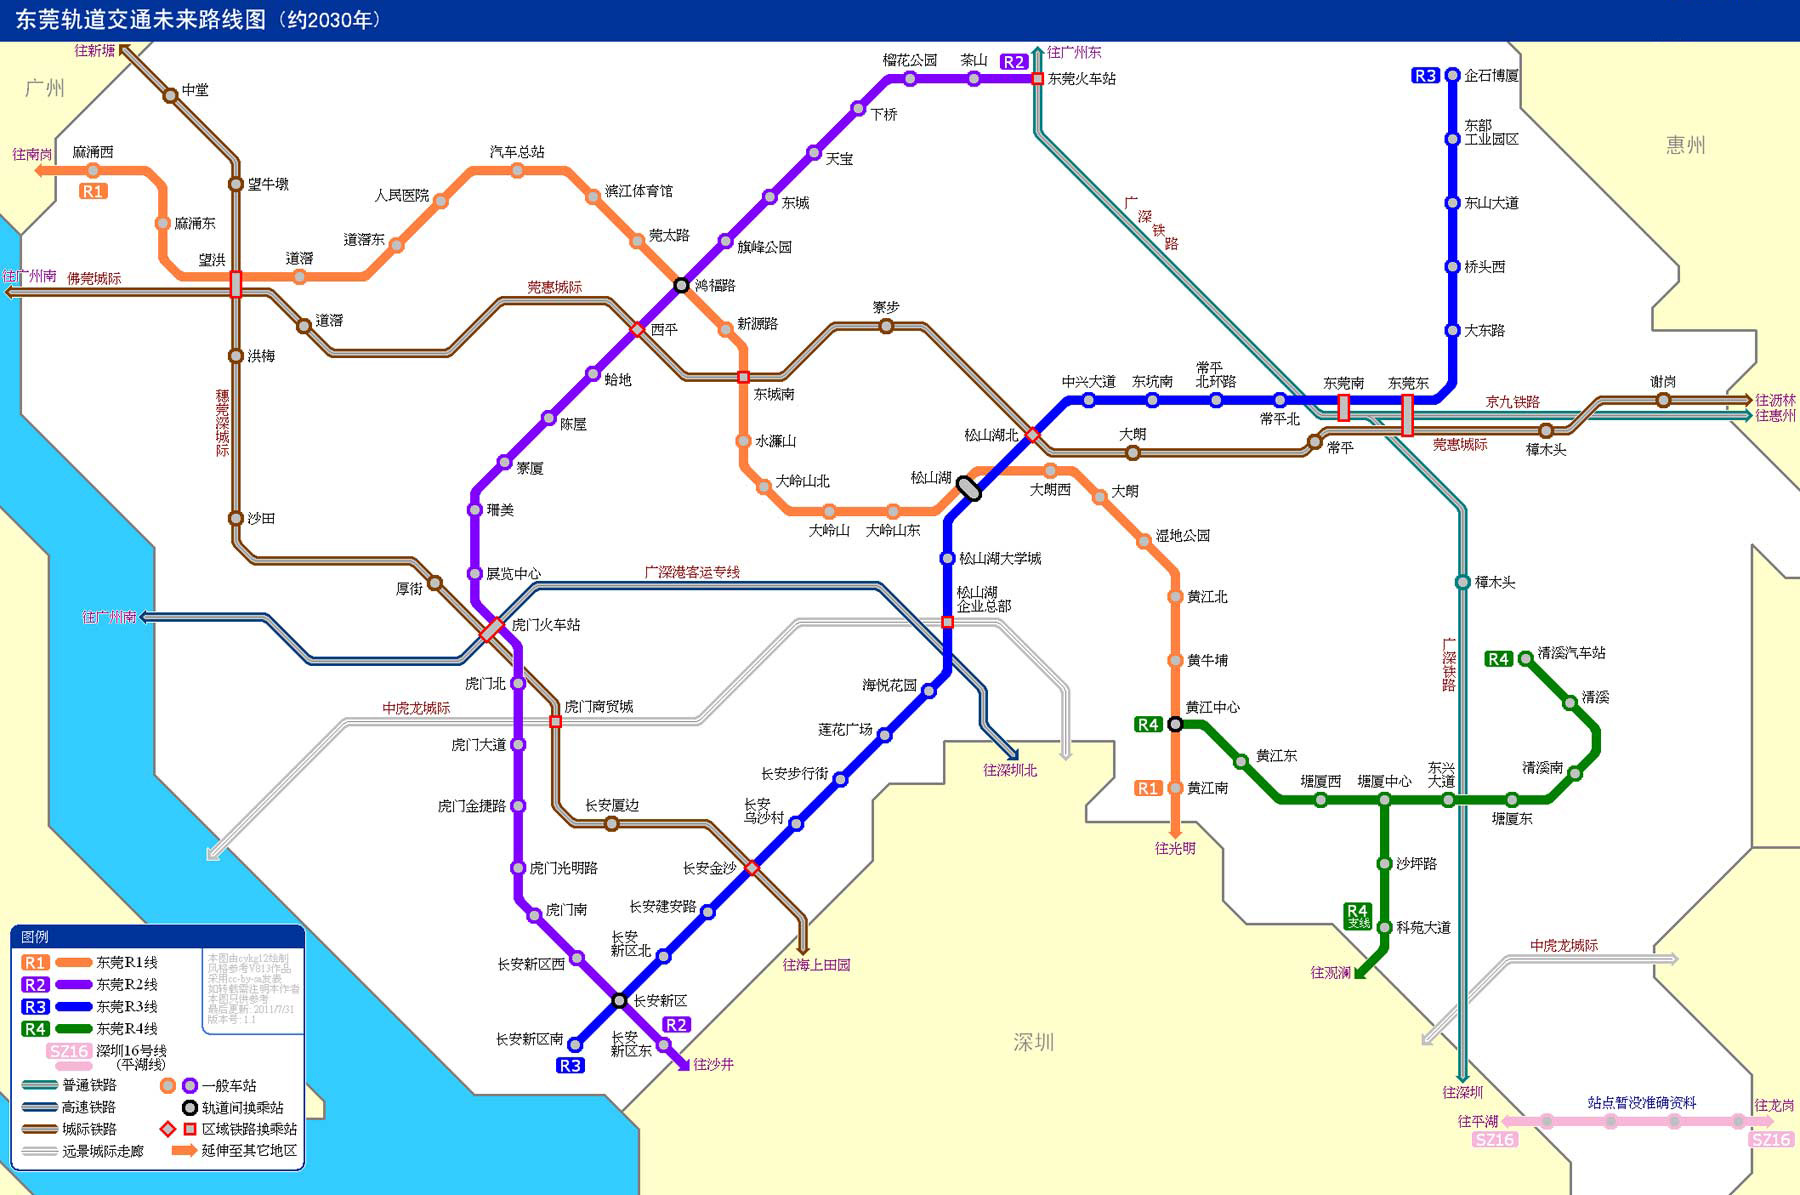 东莞轨道交通未来路线图（约2030年）
往新塘
广州
中堂
往南岗
麻涌西
R1
望牛墩
麻涌东
望洪
道滘
道滘东
人民医院
汽车总站
滨江体育馆
莞太路
鸿福路
新源路
往广州南
佛莞城际
道滘
莞惠城际
洪梅
穗莞深城际
沙田
厚街
榴花公园
茶山
R2
往广州东
东莞火车站
下桥
天宝
东城
旗峰公园
西平
蛤地
陈屋
寮厦
珊美
展览中心
虎门火车站
东城南
水濂山
大岭山北
大岭山
大岭山东
寮步
广深铁路
R3
企石博厦
东部
工业园区
东山大道
桥头西
大东路
惠州
中兴大道
东坑南
常平
北环路
常平北
东莞南
东莞东
京九铁路
谢岗
往沥林
往惠州
松山湖北
大朗
常平
莞惠城际
樟木头
松山湖
大朗西
大朗
湿地公园
松山湖大学城
松山湖
企业总部
黄江北
黄牛埔
黄江中心
R4
R1
黄江南
往光明
樟木头
广深铁路
R4
清溪汽车站
清溪
清溪南
黄江东
塘厦西
塘厦中心
东兴
大道
塘厦东
沙坪路
R4
支线
科苑大道
往观澜
往广州南
广深港客运专线
中虎龙城际
虎门北
虎门商贸城
虎门大道
虎门金捷路
长安厦边
虎门光明路
虎门南
海悦花园
莲花广场
长安步行街
长安
乌沙村
长安金沙
长安建安路
长安
新区北
长安新区西
长安新区
长安新区南
R3
长安
新区东
R2
往沙井
往海上田园
往深圳北
深圳
中虎龙城际
往深圳
往平湖
SZ16
站点暂没准确资料
往龙岗
SZ16
图例
R1 东莞R1线
R2 东莞R2线
R3 东莞R3线
R4 东莞R4线
SZ16 深圳16号线
（平湖线）
本图由cykg12绘制
风格参考V813作品
采用cc-by-sa发表
如转载需注明本作者
本图只供参考
最后更新: 2011/7/31
版本号: 1.1
普通铁路
一般车站
高速铁路
轨道间换乘站
城际铁路
区域铁路换乘站
远景城际走廊
延伸至其它地区